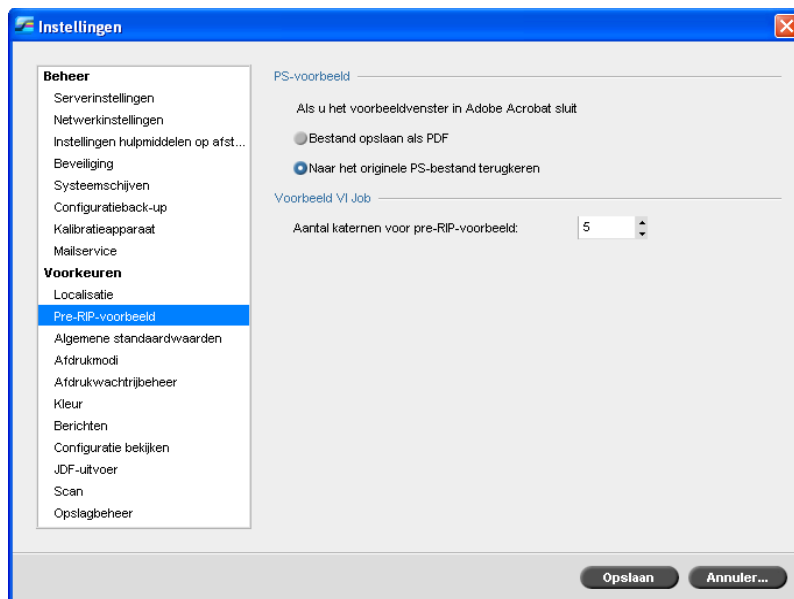 Instellingen
Beheer
Serverinstellingen
Netwerkinstellingen
Instellingen hulpmiddelen op afst...
Beveiliging
Systeemschijven
Configuratieback-up
Kalibratieapparaat
Mailservice
Voorkeuren
Localisatie
Pre-RIP-voorbeeld
Algemene standaardwaarden
Afdrukmodi
Afdrukwachtrijbeheer
Kleur
Berichten
Configuratie bekijken
JDF-uitvoer
Scan
Opslagbeheer
PS-voorbeeld
Als u het voorbeeldvenster in Adobe Acrobat sluit
Bestand opslaan als PDF
Naar het originele PS-bestand terugkeren
Voorbeeld VI Job
Aantal katernen voor pre-RIP-voorbeeld: 5
Opslaan Annuler...